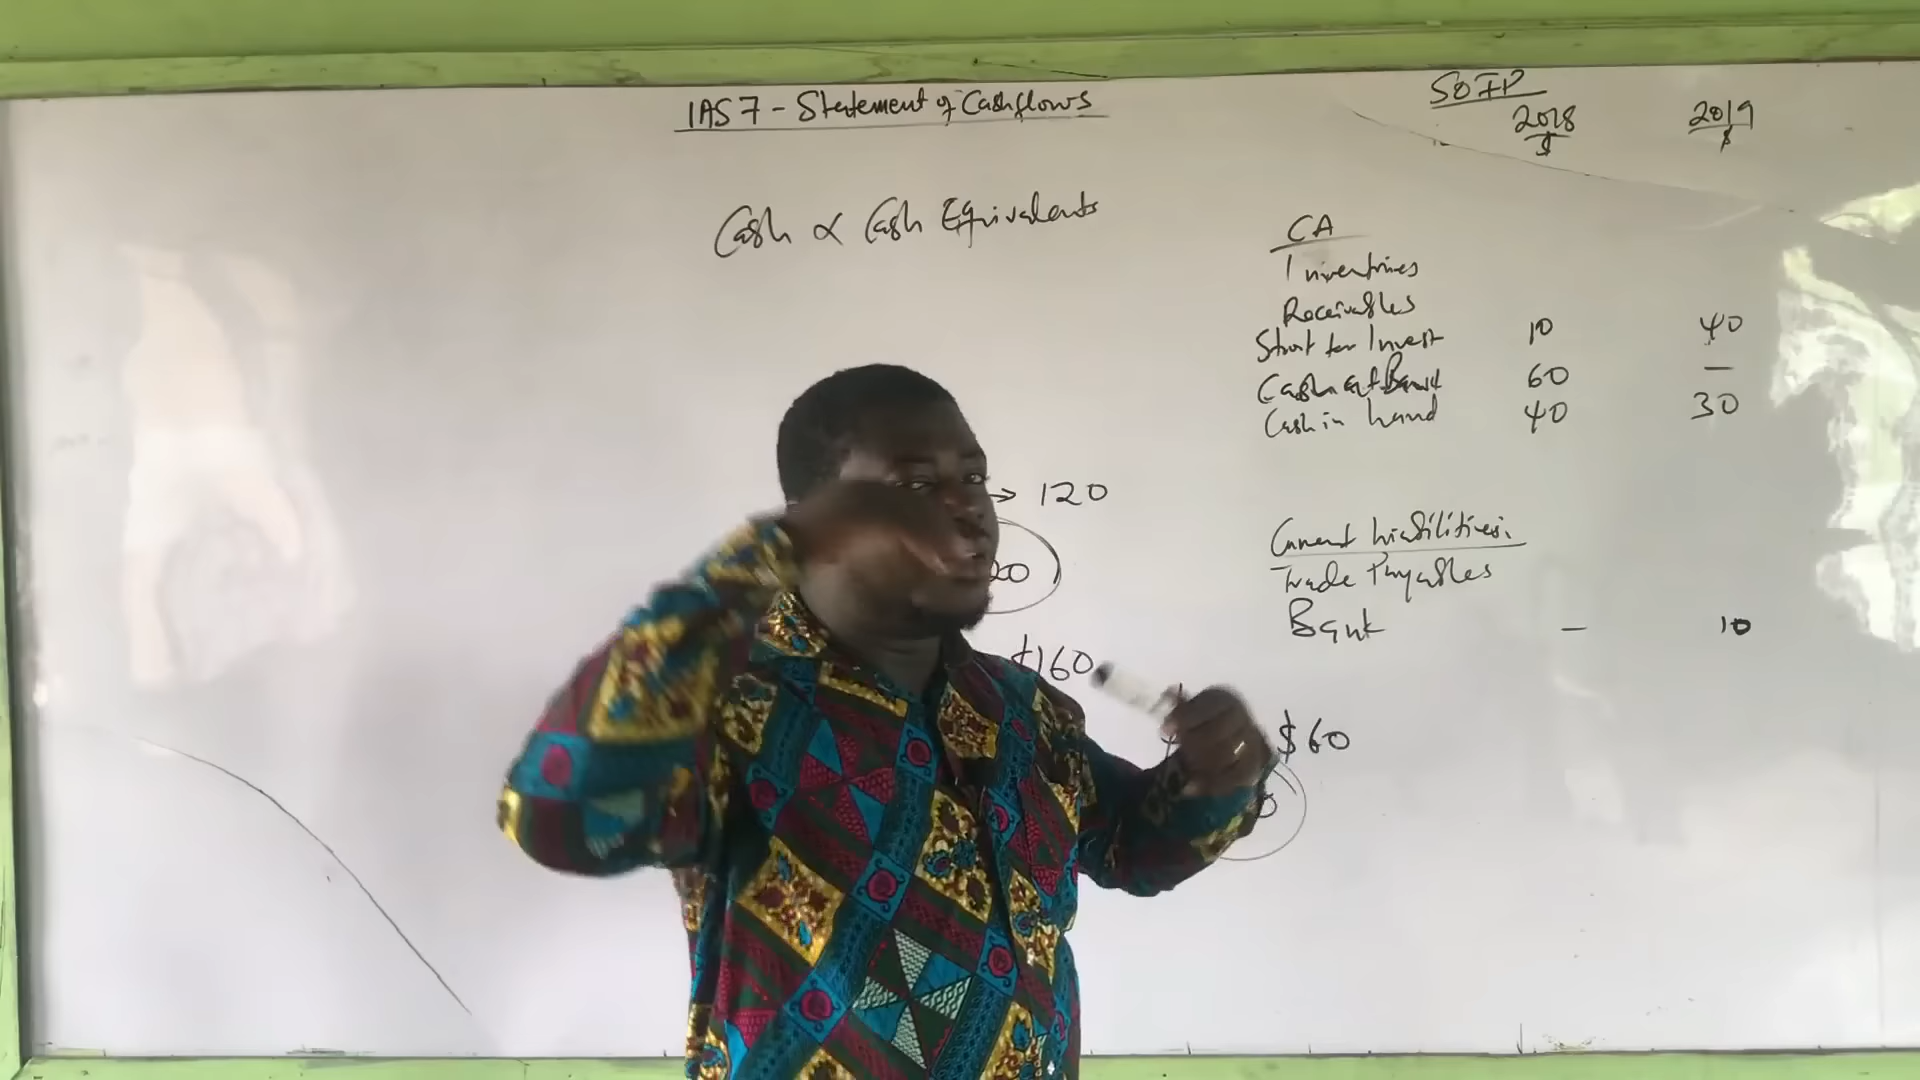 IAS 7 - Statement of Cashflows
Cash & Cash Equivalents
→ 120
20
$160
SOFP
2018 2019
$ $
CA
Inventories
Receivables
Short ter Invest 10 40
Cash at Bank 60 —
Cash in hand 40 30
Current Liabilities:
Trade Payables
Bank — 10
$60